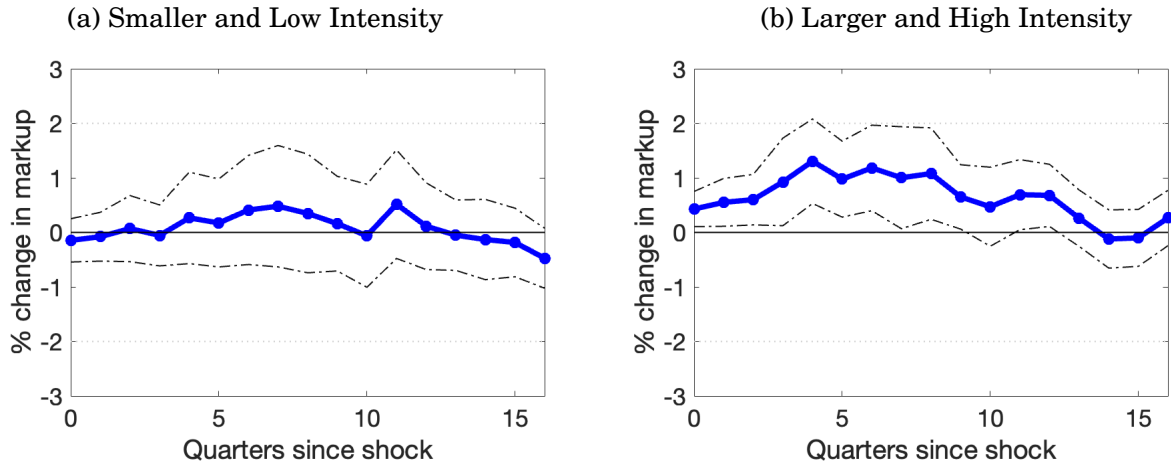 (a) Smaller and Low Intensity
3
2
1
0
-1
-2
-3
% change in markup
0 5 10 15
Quarters since shock
(b) Larger and High Intensity
3
2
1
0
-1
-2
-3
% change in markup
0 5 10 15
Quarters since shock